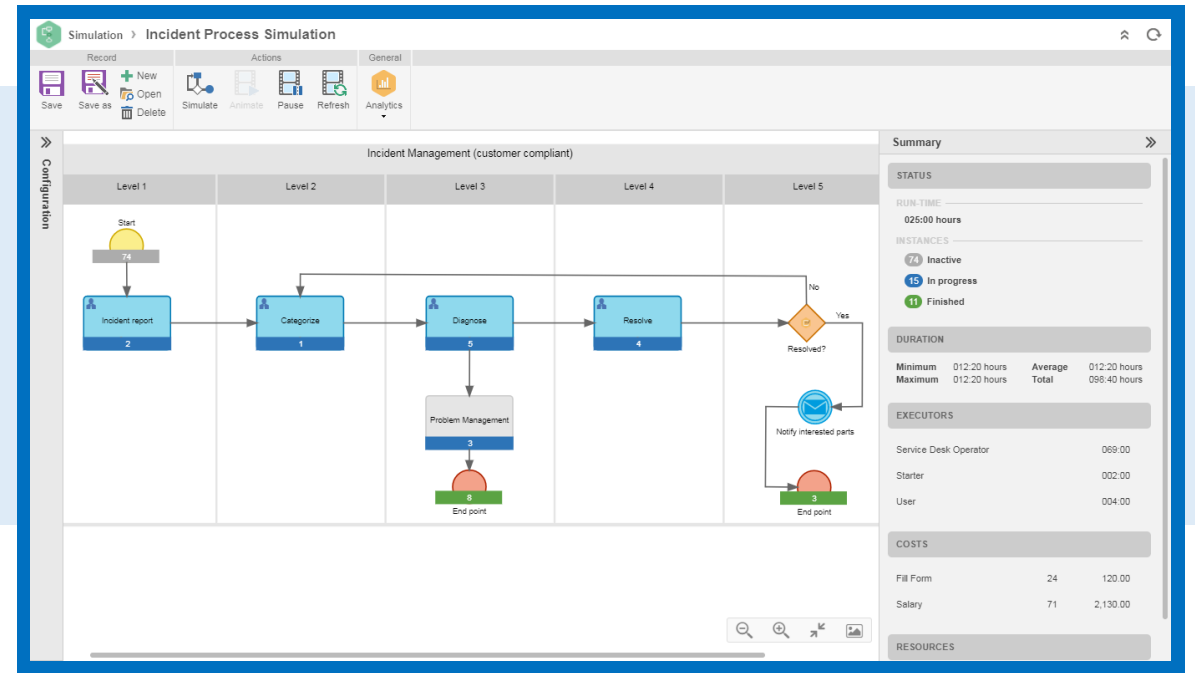 Simulation > Incident Process Simulation
Record
Actions
General
Save
Save as
New
Open
Delete
Simulate
Animate
Pause
Refresh
Analytics
Configuration
Incident Management (customer compliant)
Level 1
Level 2
Level 3
Level 4
Level 5
Start
74
Incident report
2
Categorize
1
Diagnose
5
Resolve
4
No
Yes
C
Resolved?
Problem Management
3
Notify interested parts
8
End point
3
End point
Summary
STATUS
RUN-TIME
025:00 hours
INSTANCES
74 Inactive
15 In progress
11 Finished
DURATION
Minimum 012:20 hours Average 012:20 hours
Maximum 012:20 hours Total 098:40 hours
EXECUTORS
Service Desk Operator 069:00
Starter 002:00
User 004:00
COSTS
Fill Form 24 120.00
Salary 71 2,130.00
RESOURCES